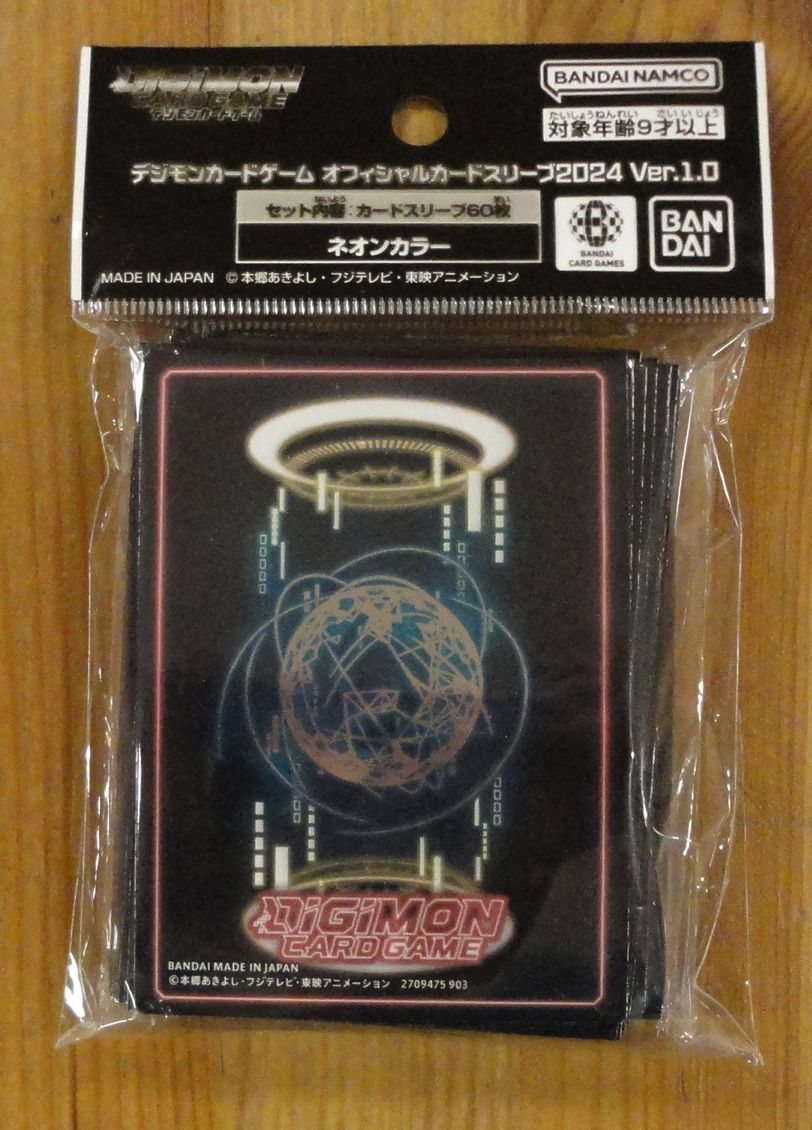 DIGIMON
CARD GAME
デジモンカードゲーム
BANDAI NAMCO
たいしょうねんれい さいいじょう
対象年齢9才以上
デジモンカードゲーム オフィシャルカードスリーブ2024 Ver.1.0
ないよう まい
セット内容:カードスリーブ60枚
ネオンカラー
BANDAI
CARD GAMES
BAN
DAI
MADE IN JAPAN ©本郷あきよし・フジテレビ・東映アニメーション
DIGIMON
CARD GAME
BANDAI MADE IN JAPAN
©本郷あきよし・フジテレビ・東映アニメーション 2709475 903